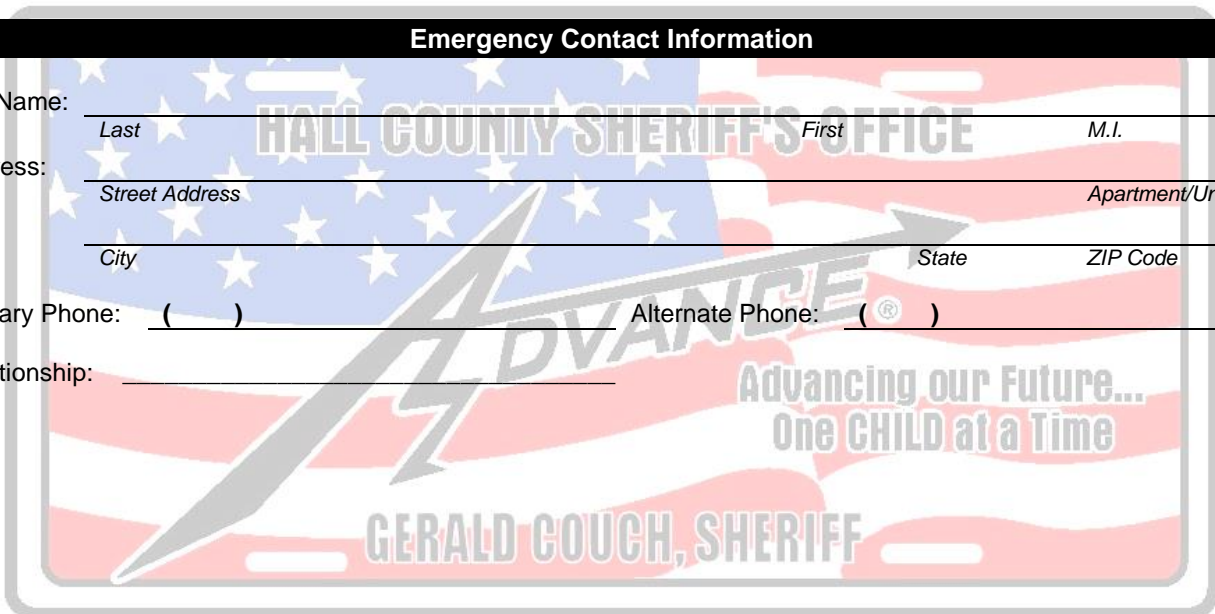 Emergency Contact Information
Name:
HALL COUNTY SHERIFF'S OFFICE
Last First M.I.
ess:
Street Address Apartment/Un
City State ZIP Code
ary Phone: ( ) Alternate Phone: ( )
ADVANCE ®
tionship:
Advancing our Future...
One CHILD at a Time
GERALD COUCH, SHERIFF